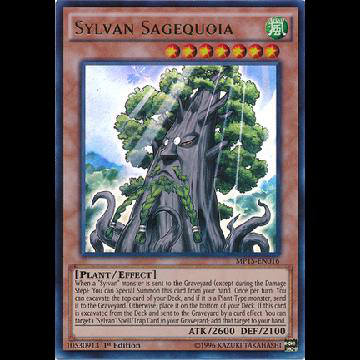 SYLVAN SAGEQUOIA
MP15-EN016
[PLANT/EFFECT]
When a "Sylvan" monster is sent to the Graveyard (except during the Damage
Step): You can Special Summon this card from your hand. Once per turn: You
can excavate the top card of your Deck, and if it is a Plant-Type monster, send
it to the Graveyard. Otherwise, place it on the bottom of your Deck. If this card
is excavated from the Deck and sent to the Graveyard by a card effect: You can
target 1 "Sylvan" Spell/Trap Card in your Graveyard; add that target to your hand.
ATK/2600 DEF/2100
1st Edition
©1996 KAZUKI TAKAHASHI